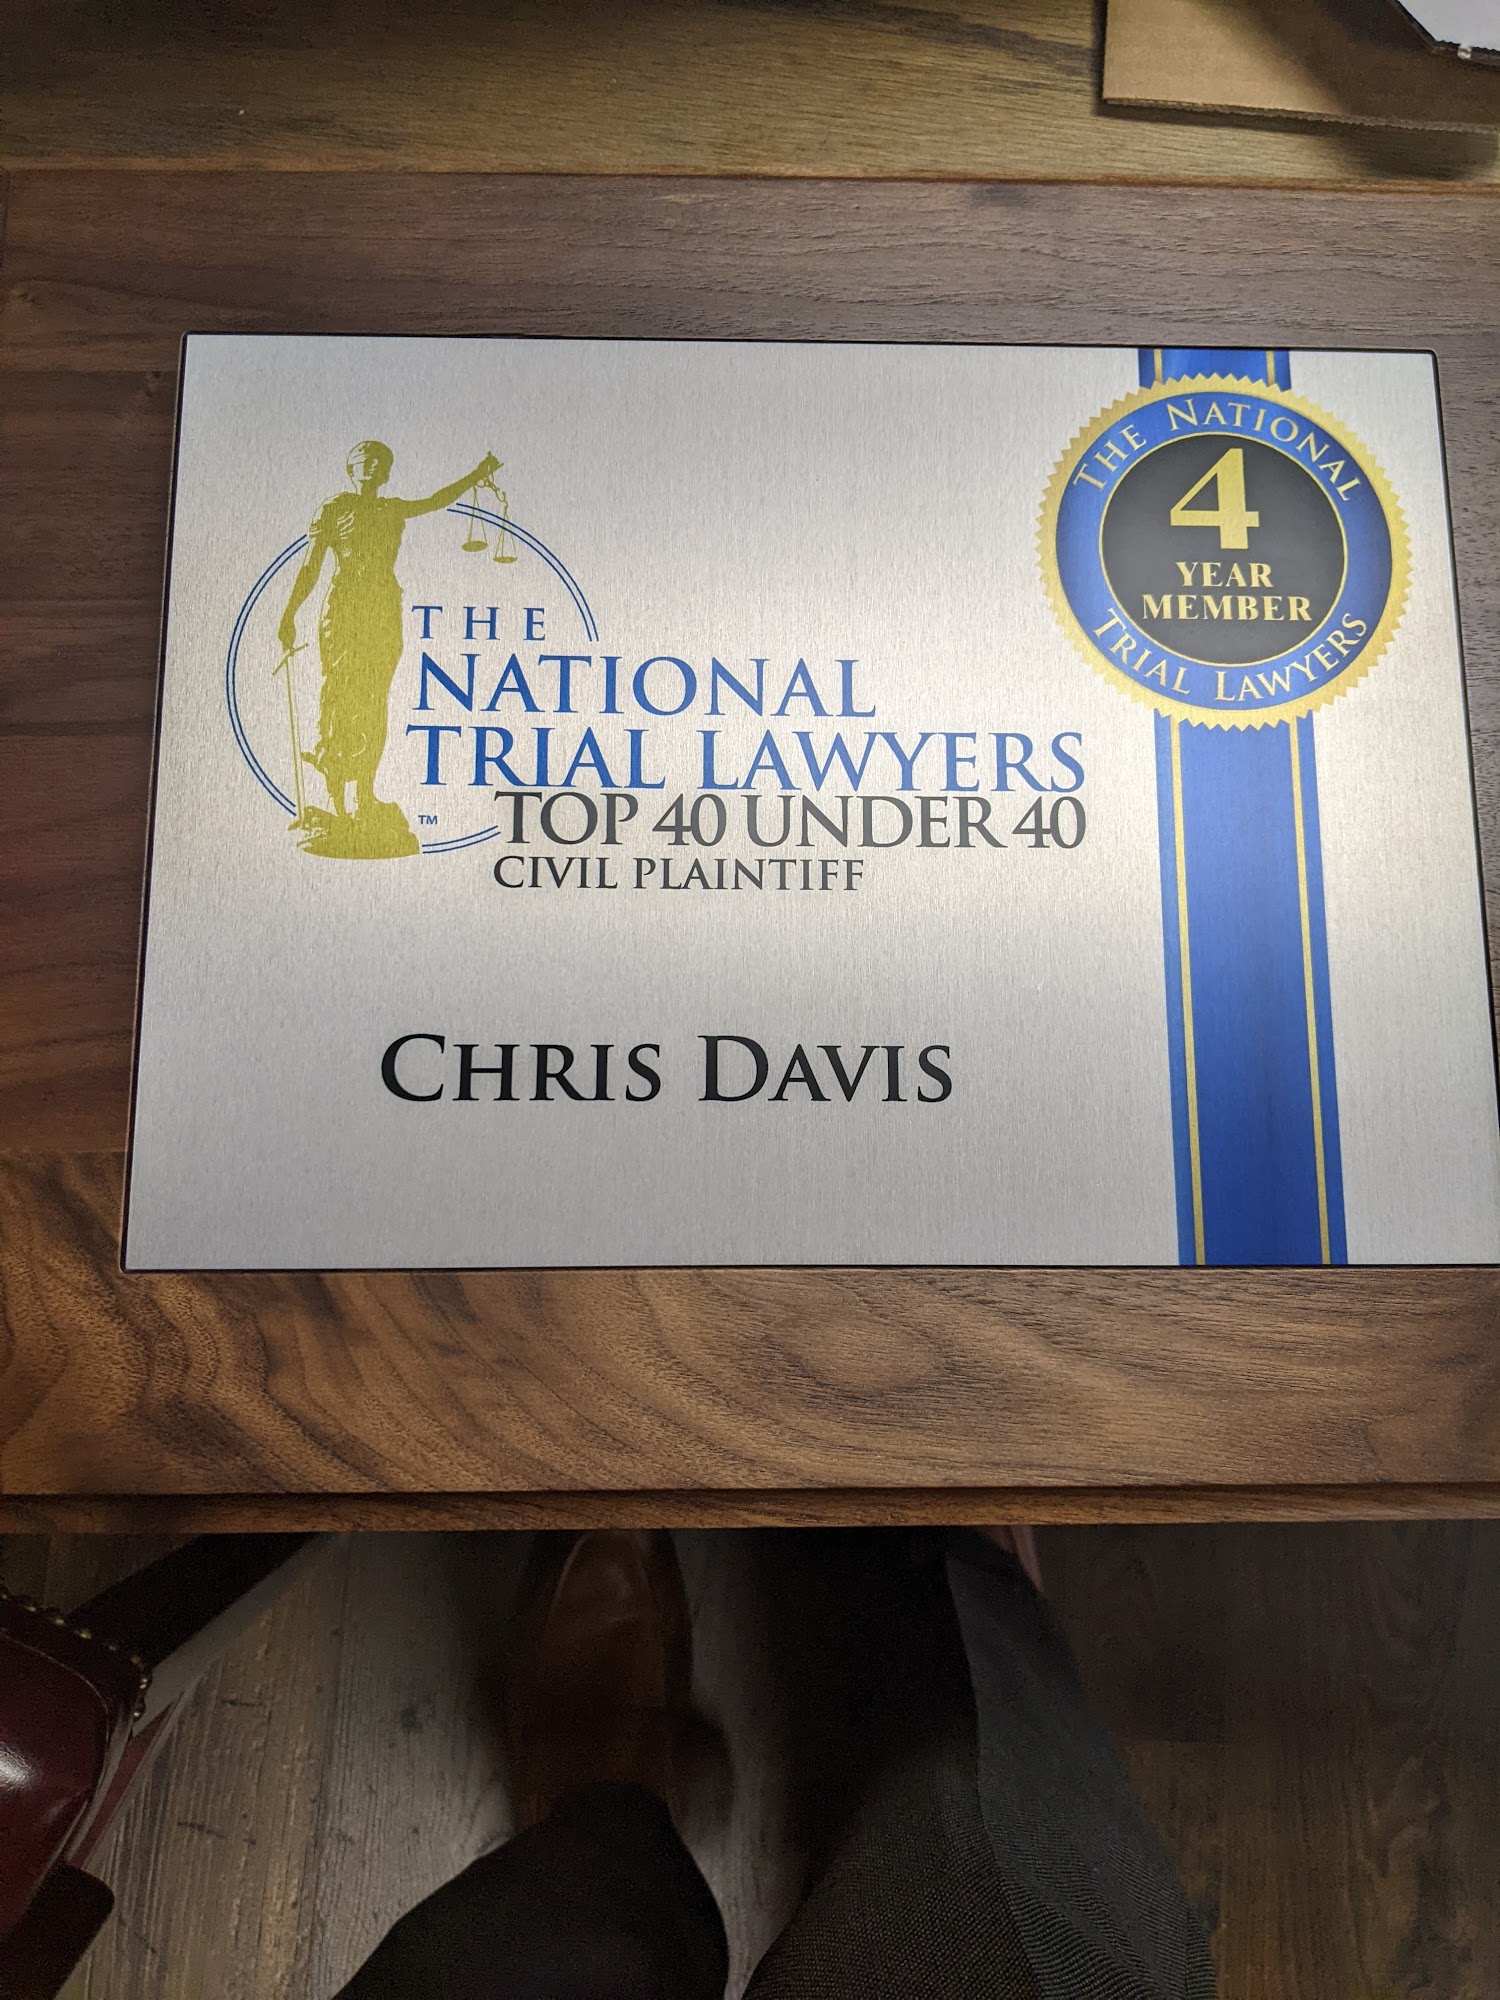 THE
NATIONAL
TRIAL LAWYERS
TOP 40 UNDER 40
CIVIL PLAINTIFF
TM
CHRIS DAVIS
THE NATIONAL
4
YEAR
MEMBER
TRIAL LAWYERS